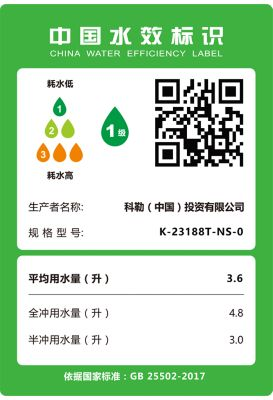 中国水效标识
CHINA WATER EFFICIENCY LABEL
耗水低
1
2
3
耗水高
1级
生产者名称: 科勒（中国）投资有限公司
规格型号: K-23188T-NS-0
平均用水量（升） 3.6
全冲用水量（升） 4.8
半冲用水量（升） 3.0
依据国家标准：GB 25502-2017